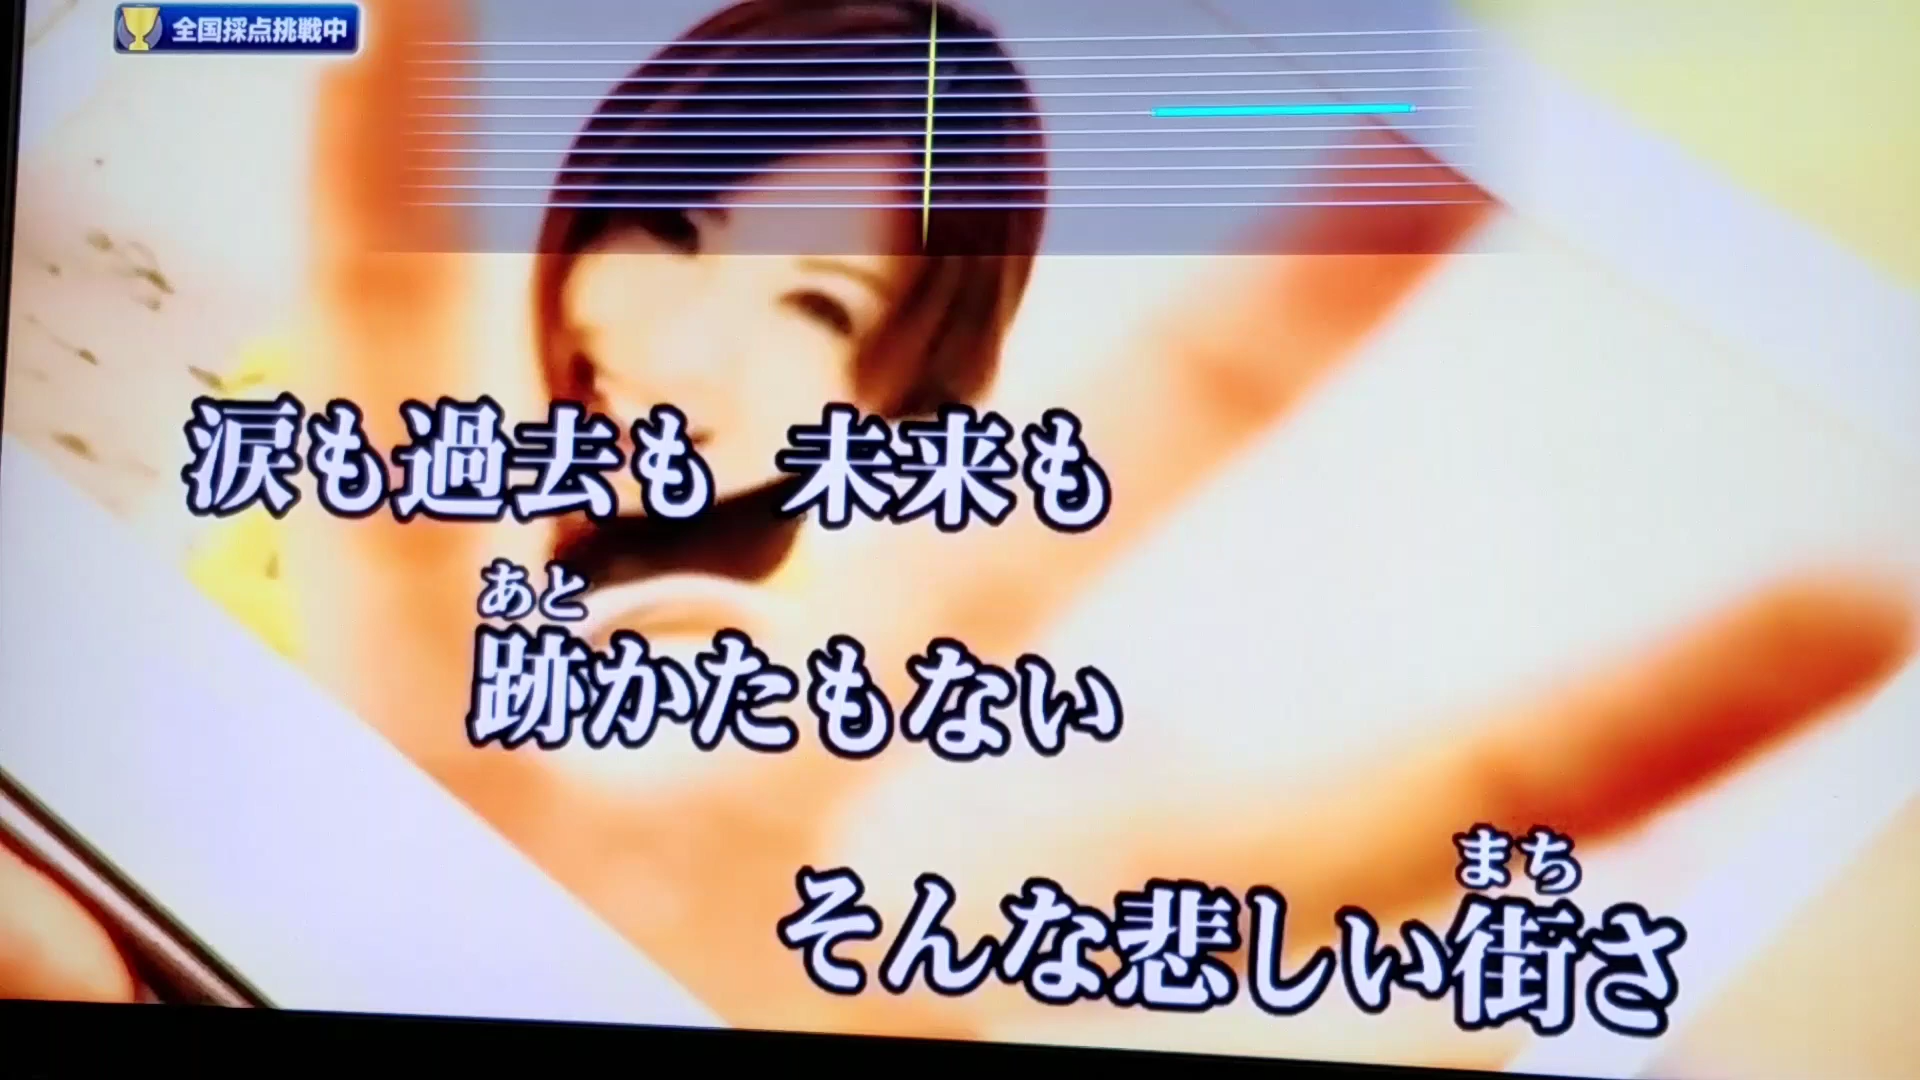 全国採点挑戦中
涙も過去も 未来も
あと
跡かたもない
まち
そんな悲しい街さ